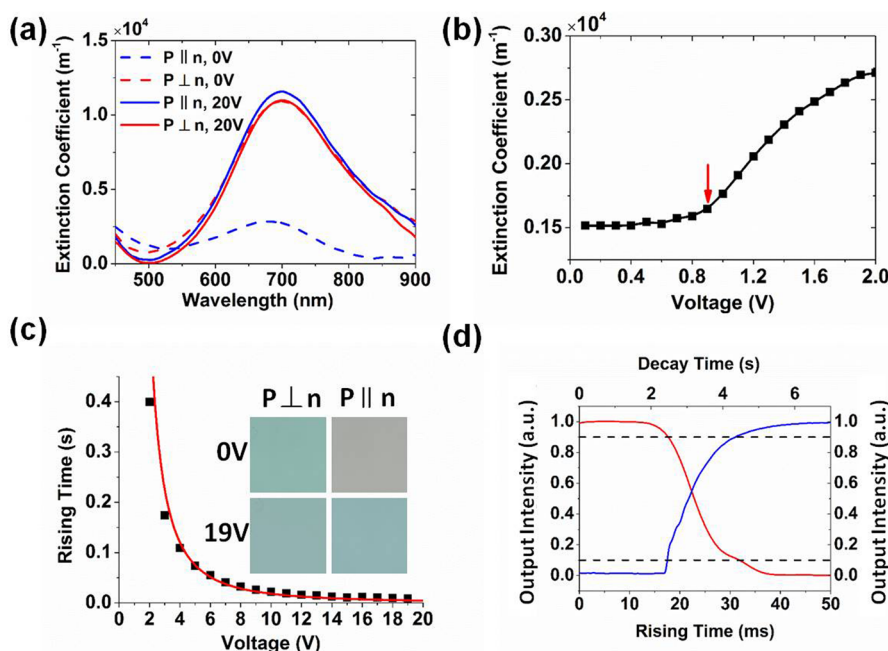 (a)
×10⁴
1.5
1.0
0.5
0.0
Extinction Coefficient (m⁻¹)
P ∥ n, 0V
P ⊥ n, 0V
P ∥ n, 20V
P ⊥ n, 20V
500 600 700 800 900
Wavelength (nm)
(b)
×10⁴
0.30
0.25
0.20
0.15
0.10
Extinction Coefficient (m⁻¹)
0.0 0.4 0.8 1.2 1.6 2.0
Voltage (V)
(c)
0.4
0.3
0.2
0.1
0.0
Rising Time (s)
P ⊥ n P ∥ n
0V
19V
0 2 4 6 8 10 12 14 16 18 20
Voltage (V)
(d)
Decay Time (s)
0 2 4 6
1.0
0.8
0.6
0.4
0.2
0.0
Output Intensity (a.u.)
1.0
0.8
0.6
0.4
0.2
0.0
Output Intensity (a.u.)
0 10 20 30 40 50
Rising Time (ms)